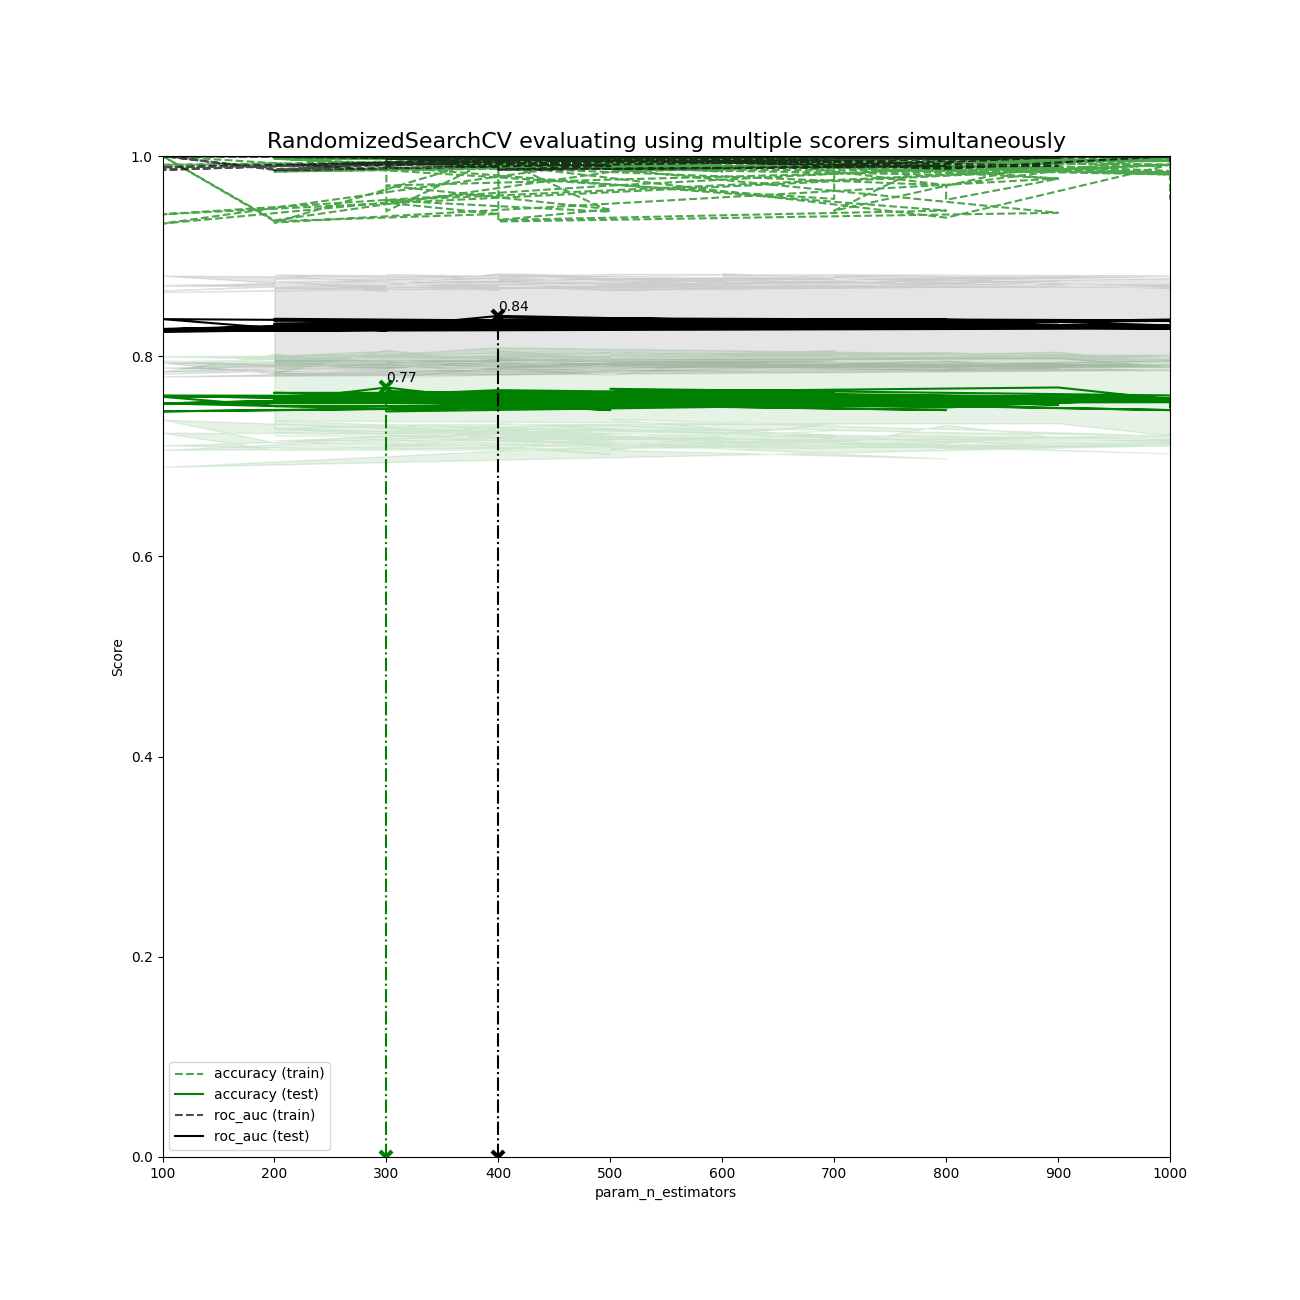 RandomizedSearchCV evaluating using multiple scorers simultaneously
1.0
0.84
0.8
0.77
0.6
Score
0.4
0.2
accuracy (train)
accuracy (test)
roc_auc (train)
roc_auc (test)
0.0
100 200 300 400 500 600 700 800 900 1000
param_n_estimators